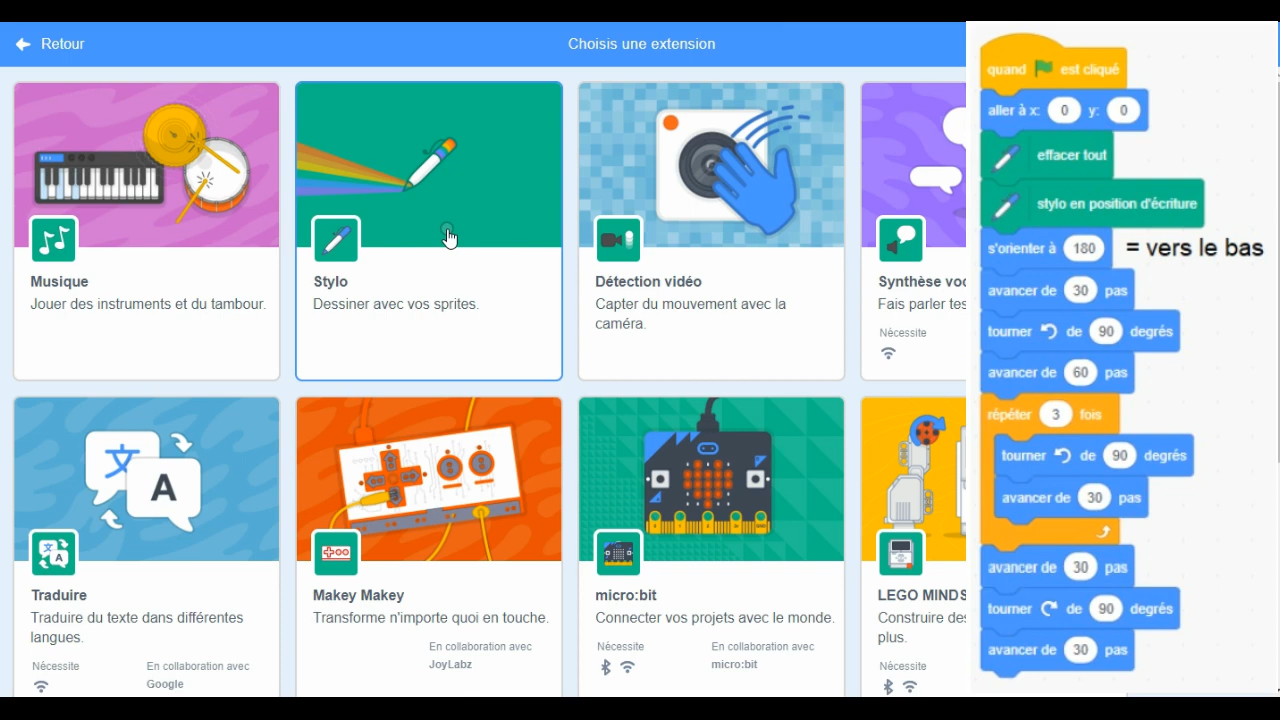 Retour
Choisis une extension
Musique
Jouer des instruments et du tambour.
Stylo
Dessiner avec vos sprites.
Détection vidéo
Capter du mouvement avec la
caméra.
Synthèse voc
Fais parler tes
Nécessite
文 A
Traduire
Traduire du texte dans différentes
langues.
Nécessite
En collaboration avec
Google
Makey Makey
Transforme n'importe quoi en touche.
En collaboration avec
JoyLabz
micro:bit
Connecter vos projets avec le monde.
Nécessite
En collaboration avec
micro:bit
LEGO MINDS
Construire des
plus.
Nécessite
quand est cliqué
aller à x: 0 y: 0
effacer tout
stylo en position d'écriture
s'orienter à 180 = vers le bas
avancer de 30 pas
tourner de 90 degrés
avancer de 60 pas
répéter 3 fois
tourner de 90 degrés
avancer de 30 pas
avancer de 30 pas
tourner de 90 degrés
avancer de 30 pas